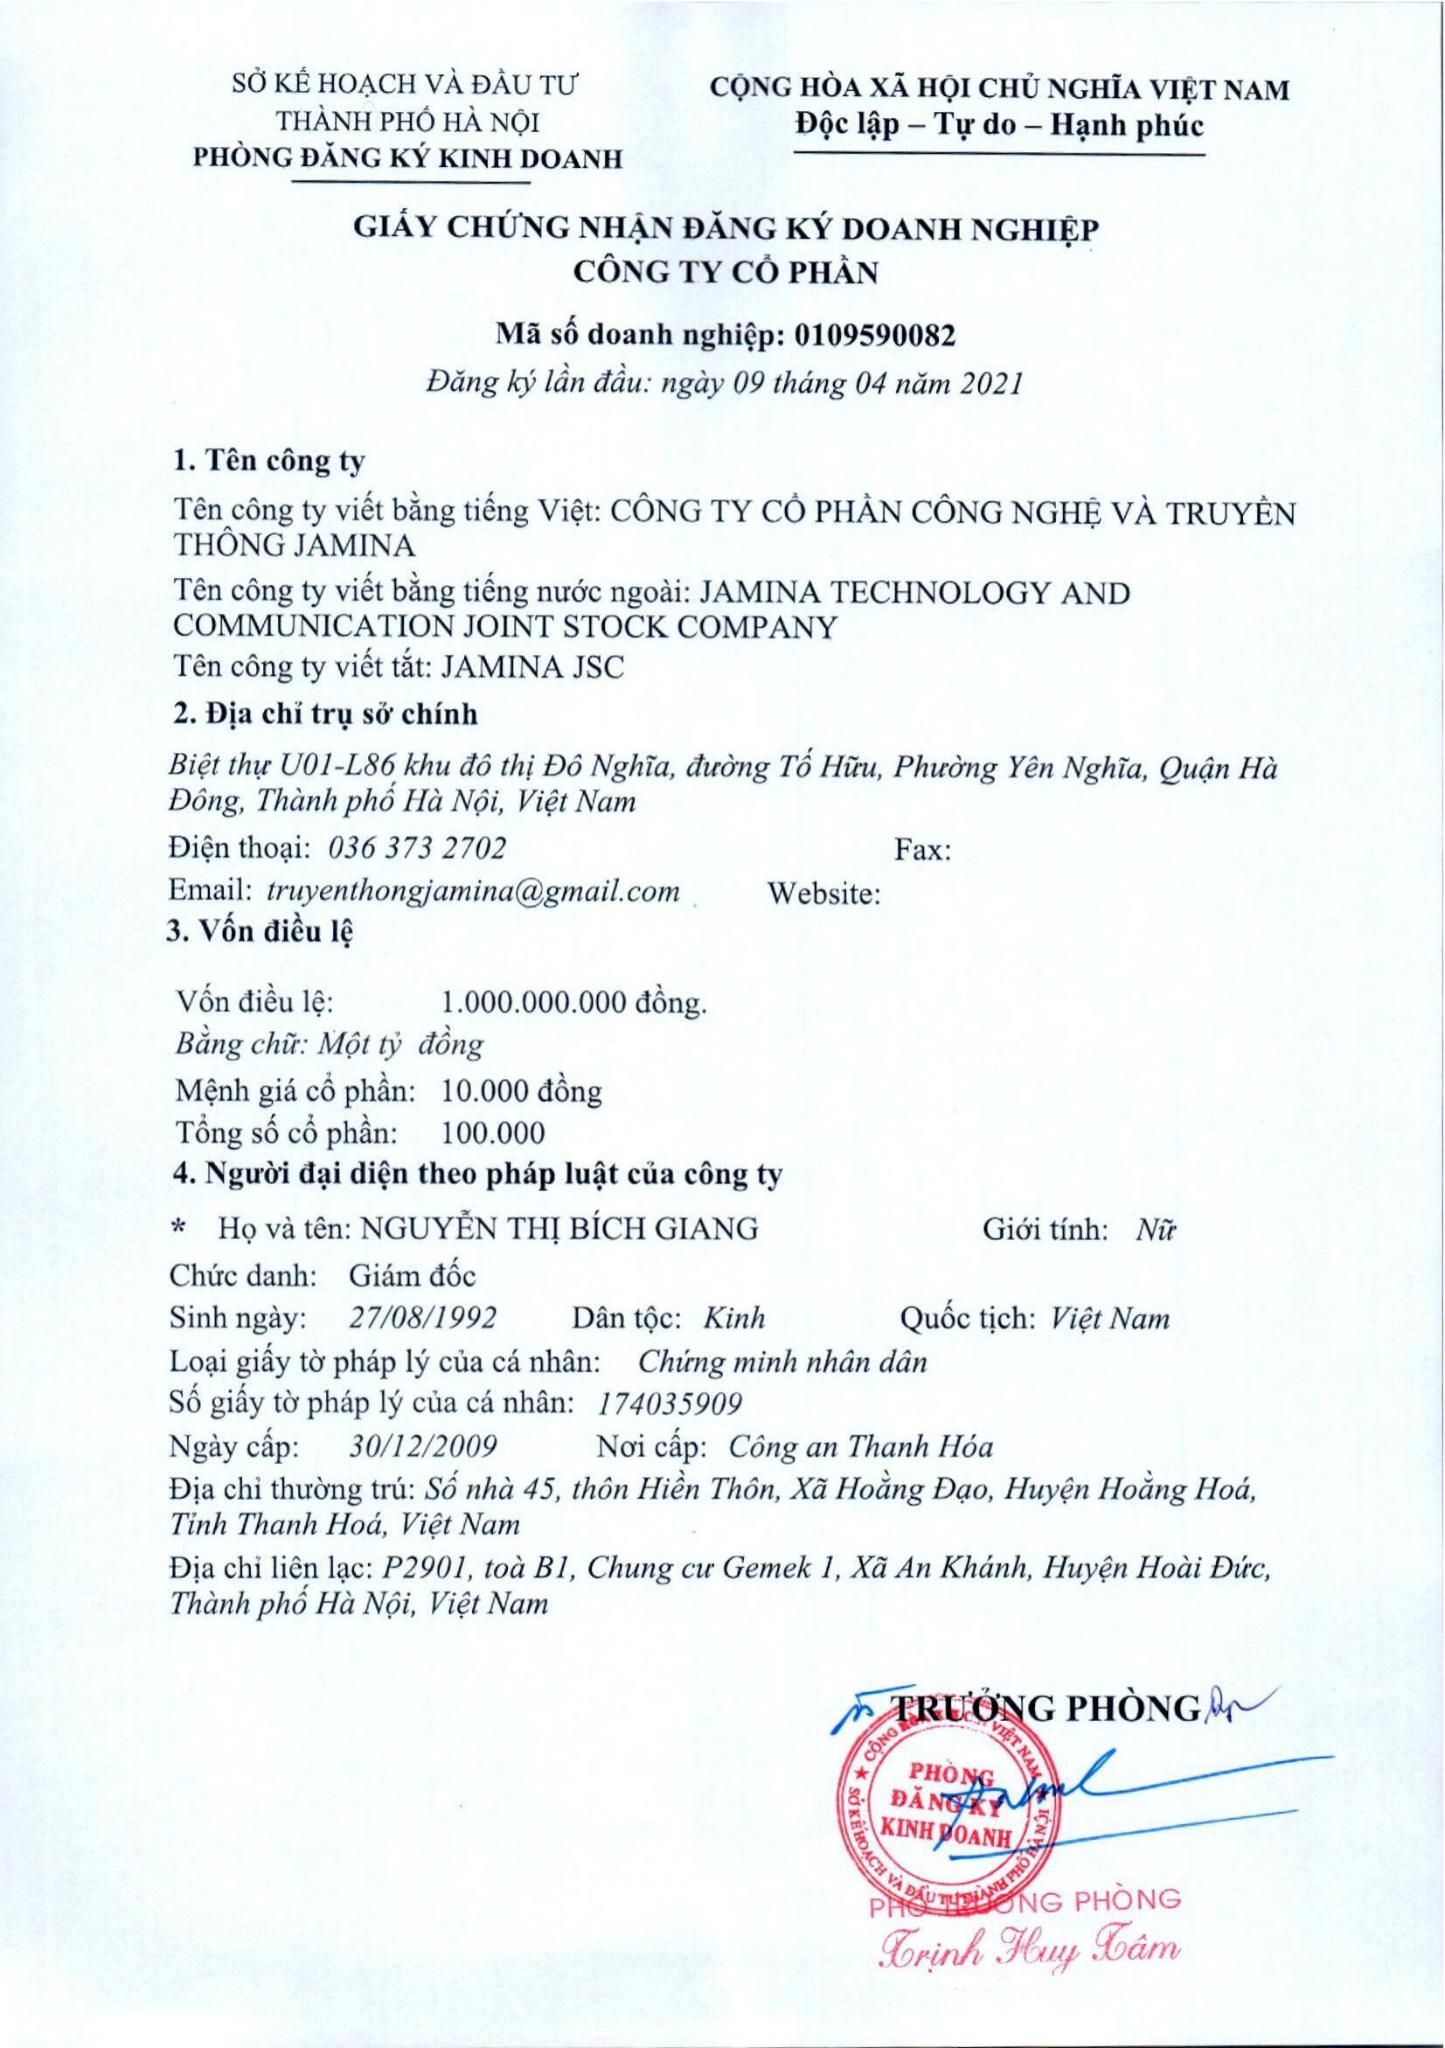 SỞ KẾ HOẠCH VÀ ĐẦU TƯ
THÀNH PHỐ HÀ NỘI
PHÒNG ĐĂNG KÝ KINH DOANH
CỘNG HÒA XÃ HỘI CHỦ NGHĨA VIỆT NAM
Độc lập – Tự do – Hạnh phúc
GIẤY CHỨNG NHẬN ĐĂNG KÝ DOANH NGHIỆP
CÔNG TY CỔ PHẦN
Mã số doanh nghiệp: 0109590082
Đăng ký lần đầu: ngày 09 tháng 04 năm 2021
1. Tên công ty
Tên công ty viết bằng tiếng Việt: CÔNG TY CỔ PHẦN CÔNG NGHỆ VÀ TRUYỀN
THÔNG JAMINA
Tên công ty viết bằng tiếng nước ngoài: JAMINA TECHNOLOGY AND
COMMUNICATION JOINT STOCK COMPANY
Tên công ty viết tắt: JAMINA JSC
2. Địa chỉ trụ sở chính
Biệt thự U01-L86 khu đô thị Đô Nghĩa, đường Tố Hữu, Phường Yên Nghĩa, Quận Hà
Đông, Thành phố Hà Nội, Việt Nam
Điện thoại: 036 373 2702 Fax:
Email: truyenthongjamina@gmail.com Website:
3. Vốn điều lệ
Vốn điều lệ: 1.000.000.000 đồng.
Bằng chữ: Một tỷ đồng
Mệnh giá cổ phần: 10.000 đồng
Tổng số cổ phần: 100.000
4. Người đại diện theo pháp luật của công ty
* Họ và tên: NGUYỄN THỊ BÍCH GIANG Giới tính: Nữ
Chức danh: Giám đốc
Sinh ngày: 27/08/1992 Dân tộc: Kinh Quốc tịch: Việt Nam
Loại giấy tờ pháp lý của cá nhân: Chứng minh nhân dân
Số giấy tờ pháp lý của cá nhân: 174035909
Ngày cấp: 30/12/2009 Nơi cấp: Công an Thanh Hóa
Địa chỉ thường trú: Số nhà 45, thôn Hiền Thôn, Xã Hoằng Đạo, Huyện Hoằng Hoá,
Tỉnh Thanh Hoá, Việt Nam
Địa chỉ liên lạc: P2901, toà B1, Chung cư Gemek 1, Xã An Khánh, Huyện Hoài Đức,
Thành phố Hà Nội, Việt Nam
TRƯỞNG PHÒNG
PHÒNG
ĐĂNG KÝ
KINH DOANH
SỞ KẾ HOẠCH VÀ ĐẦU TƯ THÀNH PHỐ HÀ NỘI
PHÓ TRƯỞNG PHÒNG
Trịnh Huy Tâm